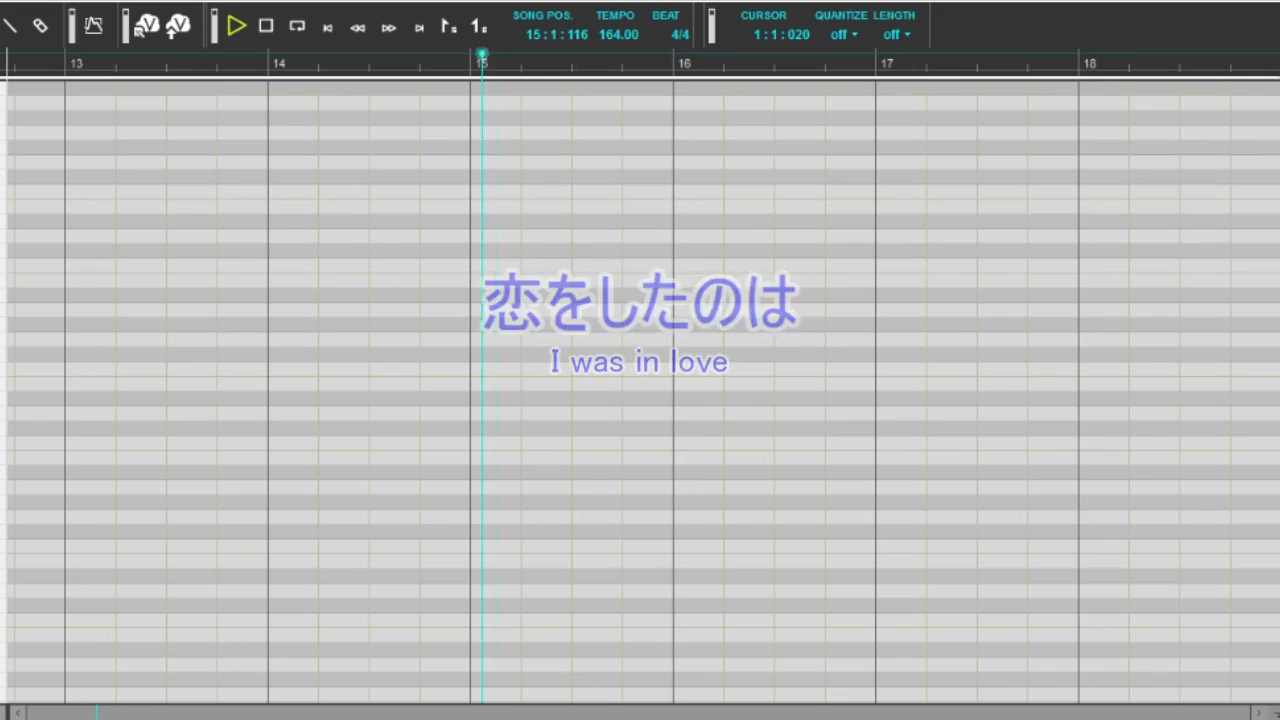 SONG POS. TEMPO BEAT CURSOR QUANTIZE LENGTH
15:1:116 164.00 4/4 1:1:020 off off
13 14 15 16 17 18
恋をしたのは
I was in love